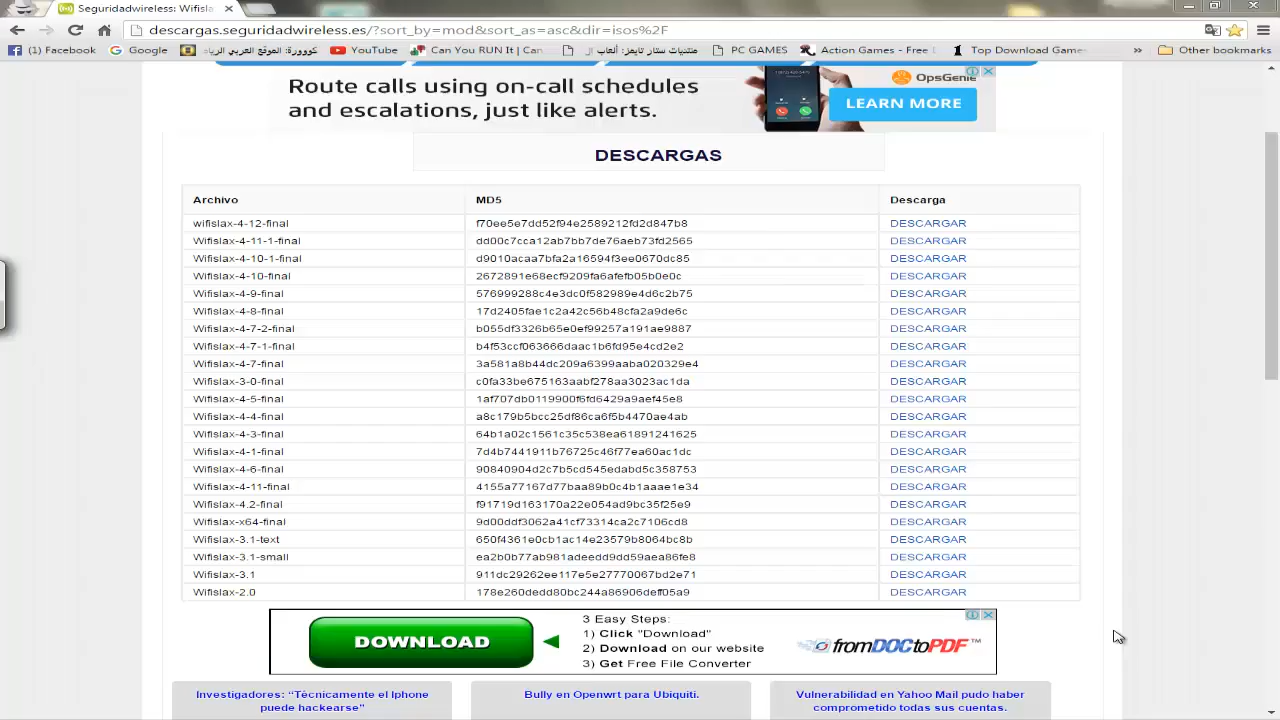 Seguridadwireless: Wifisla
descargas.seguridadwireless.es/?sort_by=mod&sort_as=asc&dir=isos%2F
(1) Facebook
Google
كووورة: الموقع العربي الرياد
YouTube
Can You RUN It | Can
منتديات ستار تايمز: ألعاب ال
PC GAMES
Action Games - Free D
Top Download Game
»
Other bookmarks
Route calls using on-call schedules
and escalations, just like alerts.
OpsGenie
LEARN MORE
DESCARGAS
Archivo MD5 Descarga
wifislax-4-12-final f70ee5e7dd52f94e2589212fd2d847b8 DESCARGAR
Wifislax-4-11-1-final dd00c7cca12ab7bb7de76aeb73fd2565 DESCARGAR
Wifislax-4-10-1-final d9010acaa7bfa2a16594f3ee0670dc85 DESCARGAR
Wifislax-4-10-final 2672891e68ecf9209fa6afefb05b0e0c DESCARGAR
Wifislax-4-9-final 576999288c4e3dc0f582989e4d6c2b75 DESCARGAR
Wifislax-4-8-final 17d2405fae1c2a42c56b48cfa2a9de6c DESCARGAR
Wifislax-4-7-2-final b055df3326b65e0ef99257a191ae9887 DESCARGAR
Wifislax-4-7-1-final b4f53ccf063666daac1b6fd95e4cd2e2 DESCARGAR
Wifislax-4-7-final 3a581a8b44dc209a6399aaba020329e4 DESCARGAR
Wifislax-3-0-final c0fa33be675163aabf278aa3023ac1da DESCARGAR
Wifislax-4-5-final 1af707db0119900f6fd6429a9aef45e8 DESCARGAR
Wifislax-4-4-final a8c179b5bcc25df86ca6f5b4470ae4ab DESCARGAR
Wifislax-4-3-final 64b1a02c1561c35c538ea61891241625 DESCARGAR
Wifislax-4-1-final 7d4b7441911b76725c46f77ea60ac1dc DESCARGAR
Wifislax-4-6-final 90840904d2c7b5cd545edabd5c358753 DESCARGAR
Wifislax-4-11-final 4155a77167d77baa89b0c4b1aaae1e34 DESCARGAR
Wifislax-4.2-final f91719d163170a22e054ad9bc35f25e9 DESCARGAR
Wifislax-x64-final 9d00ddf3062a41cf73314ca2c7106cd8 DESCARGAR
Wifislax-3.1-text 650f4361e0cb1ac14e23579b8064bc8b DESCARGAR
Wifislax-3.1-small ea2b0b77ab981adeedd9dd59aea86fe8 DESCARGAR
Wifislax-3.1 911dc29262ee117e5e27770067bd2e71 DESCARGAR
Wifislax-2.0 178e260dedd80bc244a86906deff05a9 DESCARGAR
DOWNLOAD
3 Easy Steps:
1) Click "Download"
2) Download on our website
3) Get Free File Converter
fromDOCtoPDF™
Investigadores: “Técnicamente el Iphone
puede hackearse”
Bully en Openwrt para Ubiquiti.
Vulnerabilidad en Yahoo Mail pudo haber
comprometido todas sus cuentas.